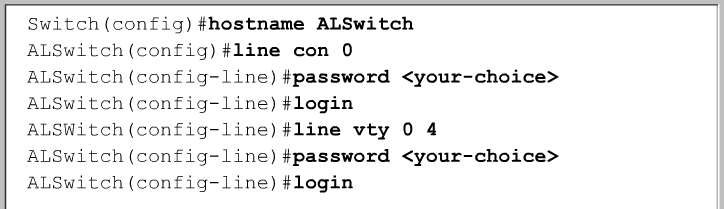 Switch(config)#hostname ALSwitch
ALSwitch(config)#line con 0
ALSwitch(config-line)#password <your-choice>
ALSwitch(config-line)#login
ALSWitch(config-line)#line vty 0 4
ALSwitch(config-line)#password <your-choice>
ALSwitch(config-line)#login